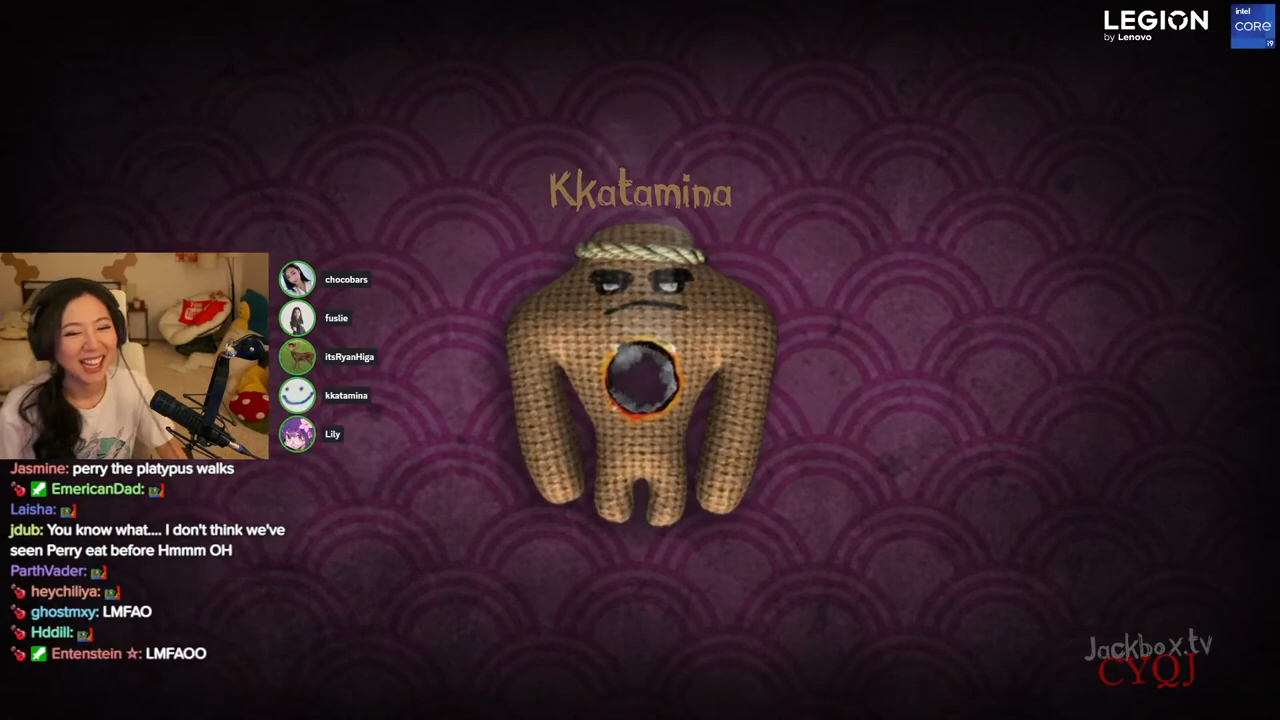 LEGION
by Lenovo
intel
CORE
i9
Kkatamina
chocobars
fuslie
itsRyanHiga
kkatamina
Lily
Jasmine: perry the platypus walks
EmericanDad:
Laisha:
jdub: You know what.... I don't think we've
seen Perry eat before Hmmm OH
ParthVader:
heychiliya:
ghostmxy: LMFAO
Hddill:
Entenstein ☆: LMFAOO
Jackbox.tv
CYQJ